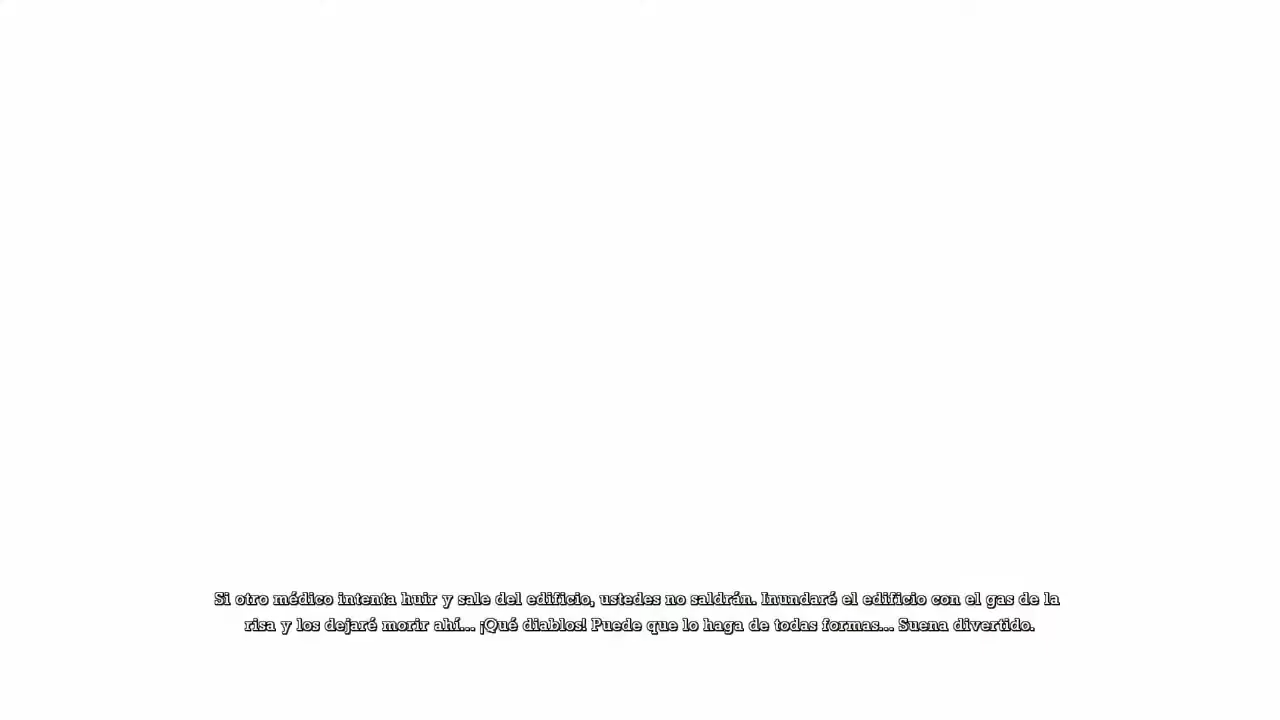 Si otro médico intenta huir y sale del edificio, ustedes no saldrán. Inundaré el edificio con el gas de la
risa y los dejaré morir ahí... ¡Qué diablos! Puede que lo haga de todas formas... Suena divertido.